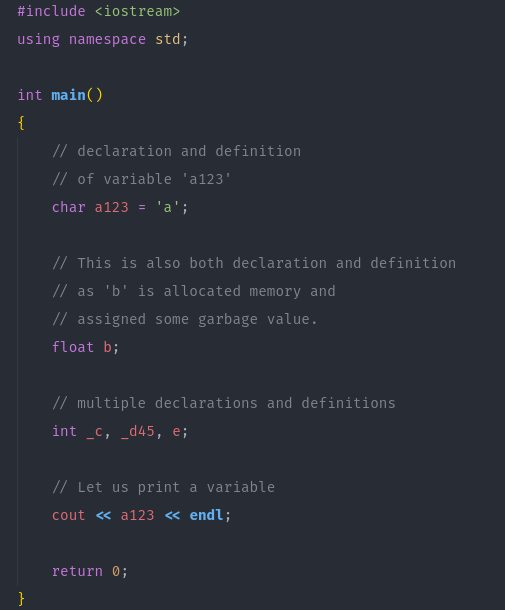 #include <iostream>
using namespace std;
int main()
{
// declaration and definition
// of variable 'a123'
char a123 = 'a';
// This is also both declaration and definition
// as 'b' is allocated memory and
// assigned some garbage value.
float b;
// multiple declarations and definitions
int _c, _d45, e;
// Let us print a variable
cout << a123 << endl;
return 0;
}